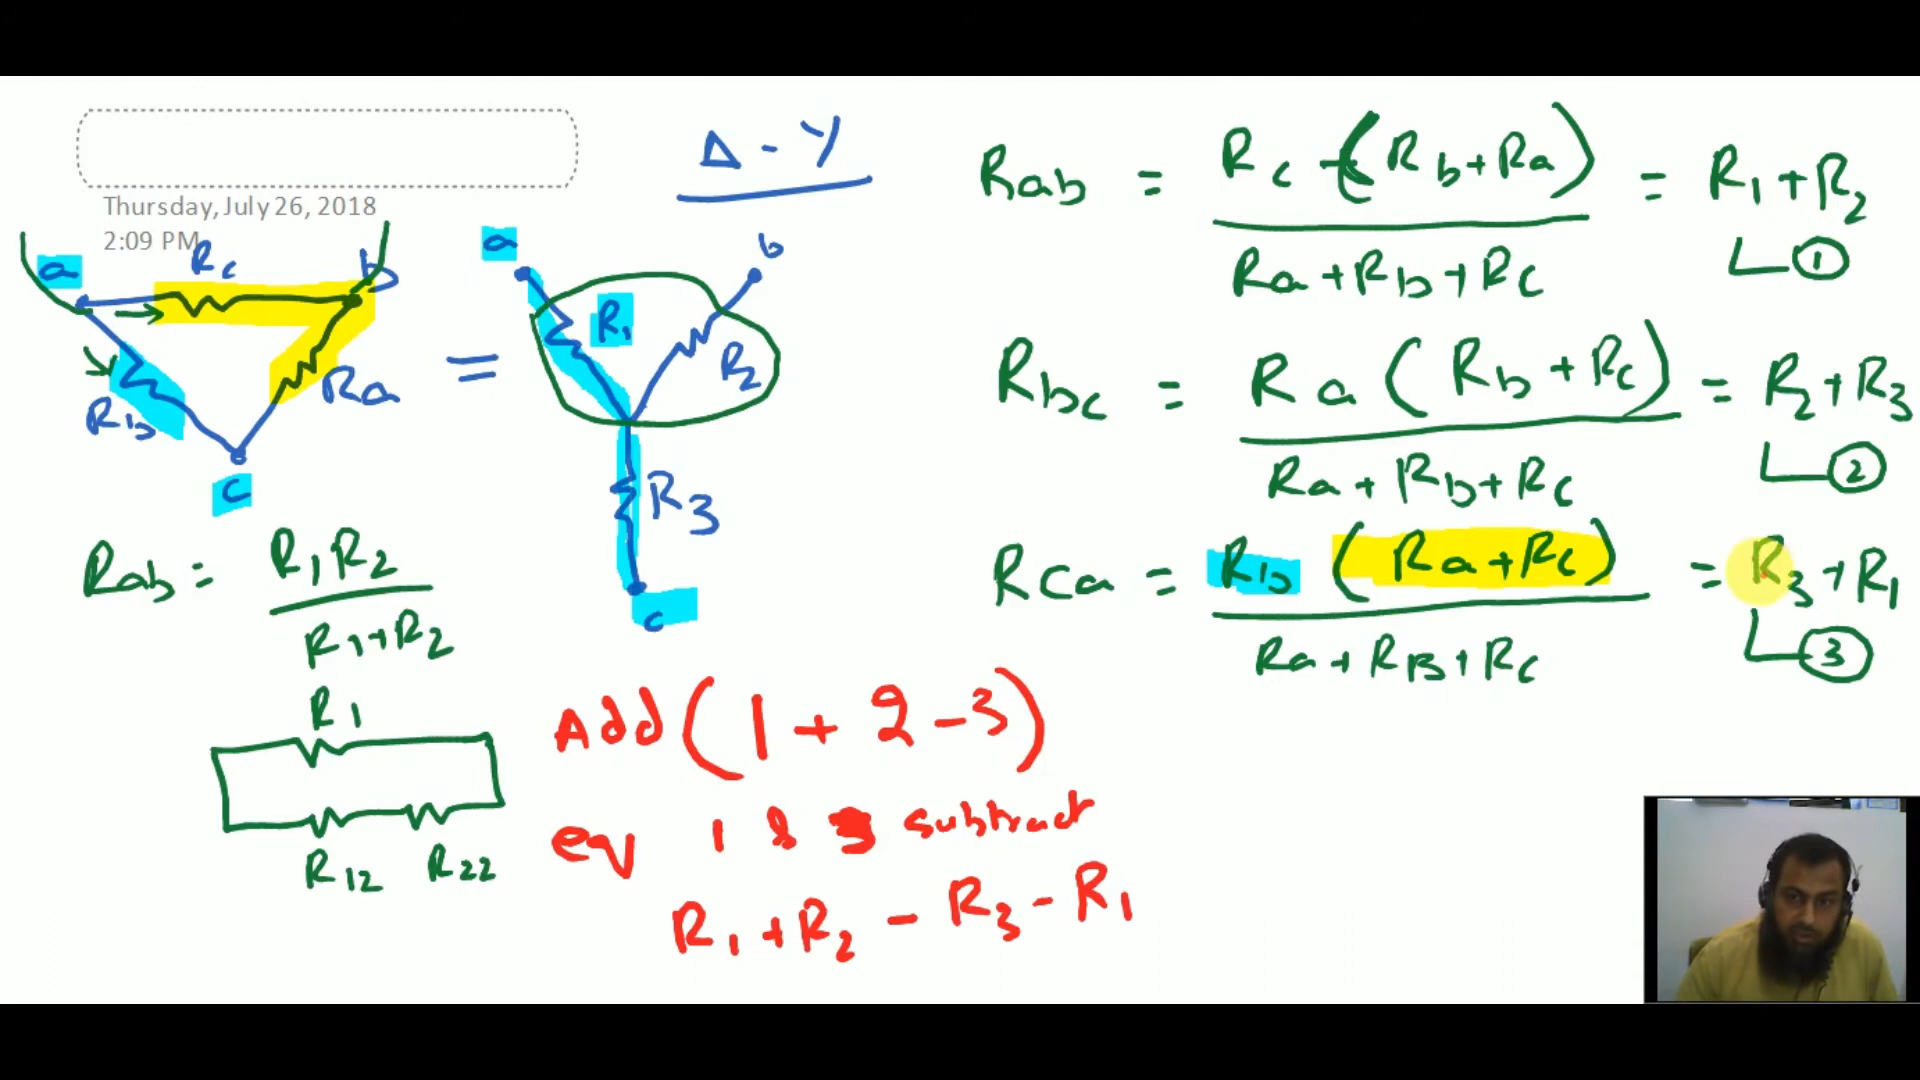 Thursday, July 26, 2018
2:09 PM
Δ - Y
a Rc b
Rb Ra
c
=
a b
R1 R2
R3
c
Rab = Rc (Rb + Ra) / Ra + Rb + Rc = R1 + R2
1
Rbc = Ra (Rb + Rc) / Ra + Rb + Rc = R2 + R3
2
Rca = Rb (Ra + Rc) / Ra + RB + Rc = R3 + R1
3
Rab = R1 R2 / R1 + R2
R1
R12 R22
Add (1 + 2 - 3)
eq 1 & 3 subtract
R1 + R2 - R3 - R1